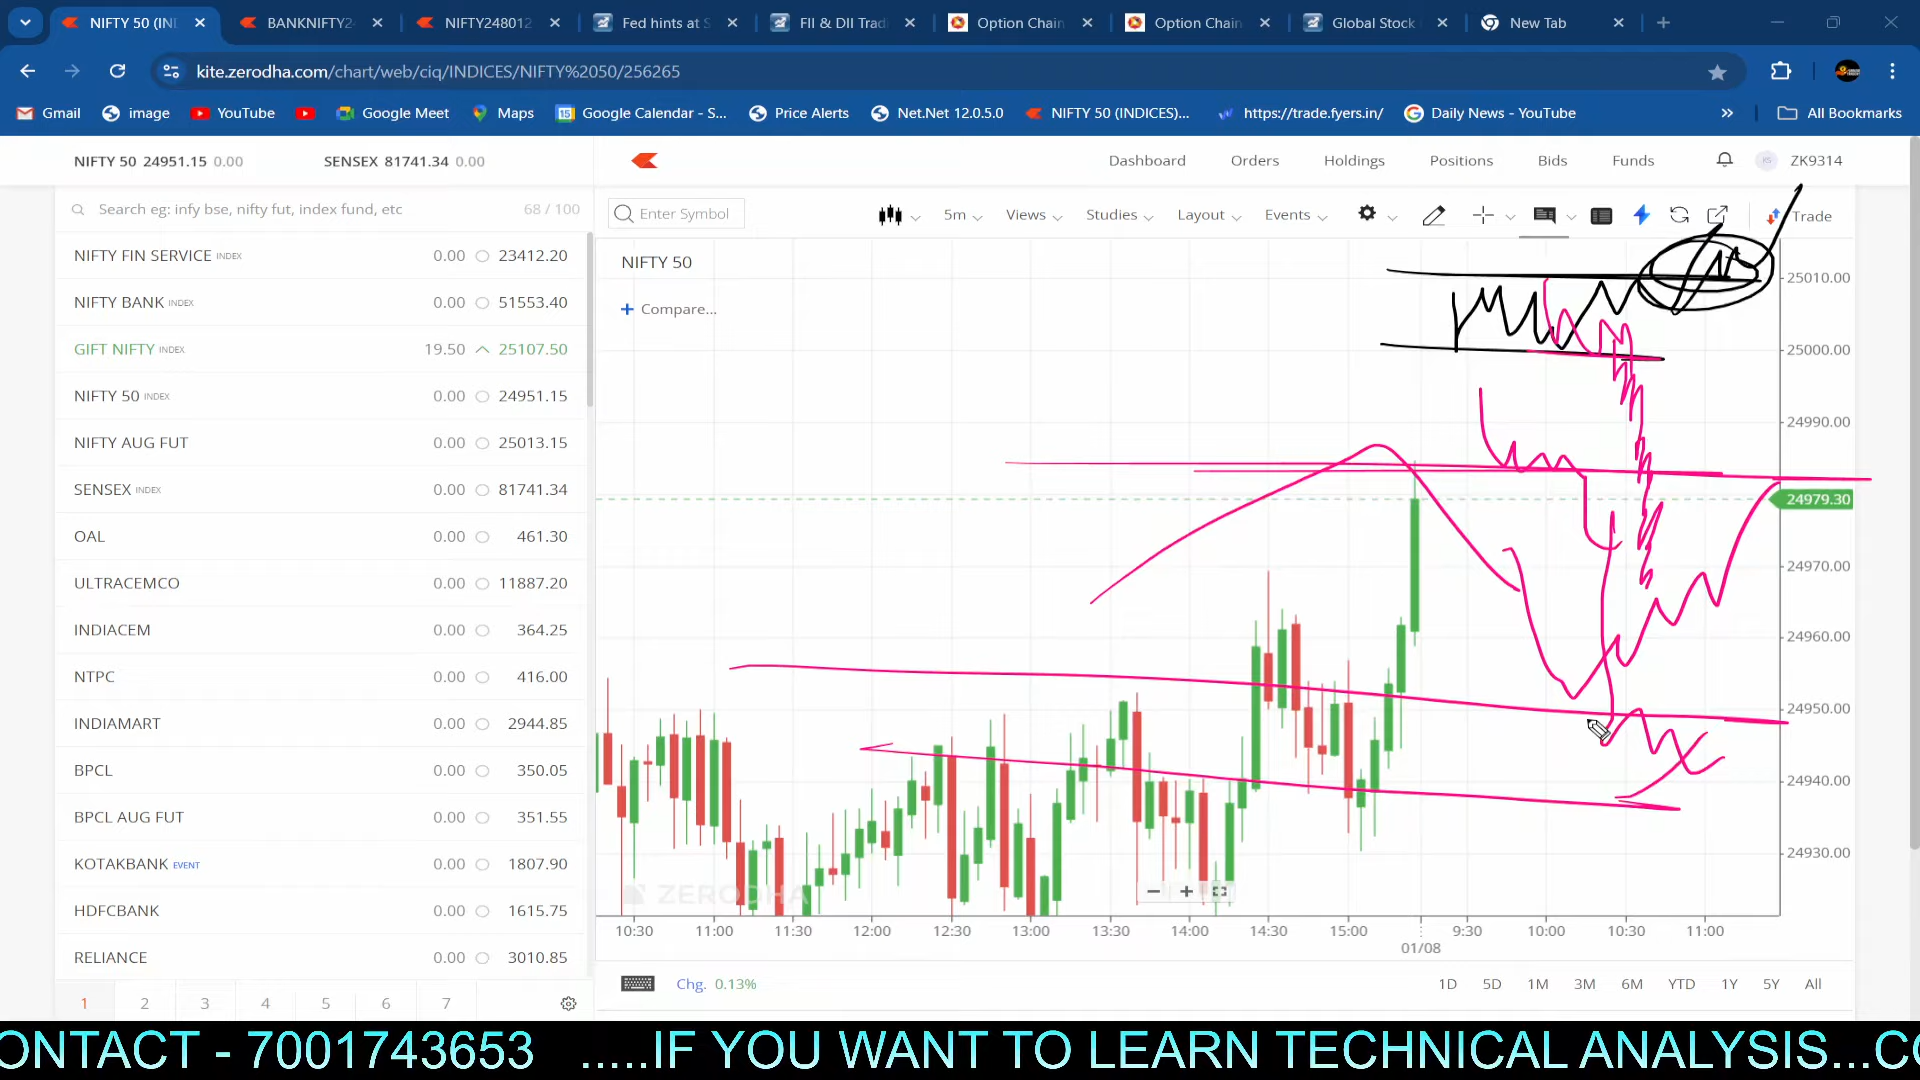 NIFTY 50 (IN
BANKNIFTY2
NIFTY248012
Fed hints at S
FII & DII Tradi
Option Chain
Option Chain
Global Stock
New Tab
kite.zerodha.com/chart/web/ciq/INDICES/NIFTY%2050/256265
Gmail
image
YouTube
Google Meet
Maps
Google Calendar - S...
Price Alerts
Net.Net 12.0.5.0
NIFTY 50 (INDICES)...
https://trade.fyers.in/
Daily News - YouTube
All Bookmarks
NIFTY 50 24951.15 0.00
SENSEX 81741.34 0.00
Dashboard
Orders
Holdings
Positions
Bids
Funds
KS
ZK9314
Search eg: infy bse, nifty fut, index fund, etc
68 / 100
NIFTY FIN SERVICE INDEX 0.00 23412.20
NIFTY BANK INDEX 0.00 51553.40
GIFT NIFTY INDEX 19.50 25107.50
NIFTY 50 INDEX 0.00 24951.15
NIFTY AUG FUT 0.00 25013.15
SENSEX INDEX 0.00 81741.34
OAL 0.00 461.30
ULTRACEMCO 0.00 11887.20
INDIACEM 0.00 364.25
NTPC 0.00 416.00
INDIAMART 0.00 2944.85
BPCL 0.00 350.05
BPCL AUG FUT 0.00 351.55
KOTAKBANK EVENT 0.00 1807.90
HDFCBANK 0.00 1615.75
RELIANCE 0.00 3010.85
1 2 3 4 5 6 7
Enter Symbol
5m
Views
Studies
Layout
Events
Trade
NIFTY 50
Compare...
25010.00
25000.00
24990.00
24979.30
24970.00
24960.00
24950.00
24940.00
24930.00
ZERODHA
10:30 11:00 11:30 12:00 12:30 13:00 13:30 14:00 14:30 15:00 9:30 10:00 10:30 11:00
01/08
Chg. 0.13%
1D 5D 1M 3M 6M YTD 1Y 5Y All
ONTACT - 7001743653 .....IF YOU WANT TO LEARN TECHNICAL ANALYSIS...CO